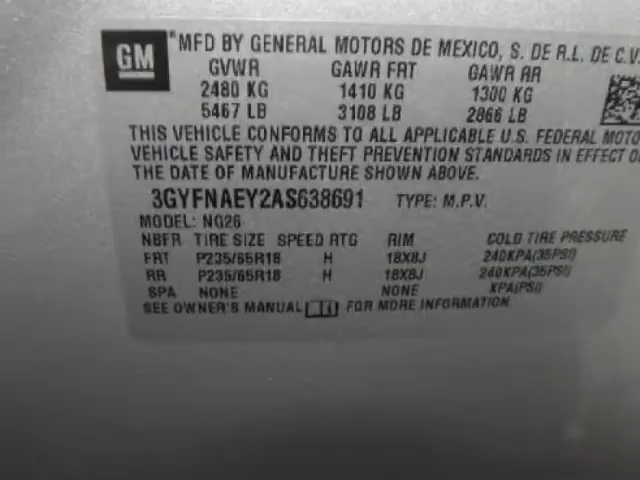 GM
*MFD BY GENERAL MOTORS DE MEXICO, S. DE R.L. DE C.V.
GVWR GAWR FRT GAWR RR
2480 KG 1410 KG 1300 KG
5467 LB 3108 LB 2866 LB
THIS VEHICLE CONFORMS TO ALL APPLICABLE U.S. FEDERAL MOTO
VEHICLE SAFETY AND THEFT PREVENTION STANDARDS IN EFFECT O
THE DATE OF MANUFACTURE SHOWN ABOVE.
3GYFNAEY2AS638691 TYPE: M.P.V.
MODEL: NG26
NBFR TIRE SIZE SPEED RTG RIM COLD TIRE PRESSURE
FRT P235/65R18 H 18X8J 240KPA(35PSI)
RR P235/65R18 H 18X8J 240KPA(35PSI)
SPA NONE NONE KPA(PSI)
SEE OWNER'S MANUAL FOR MORE INFORMATION